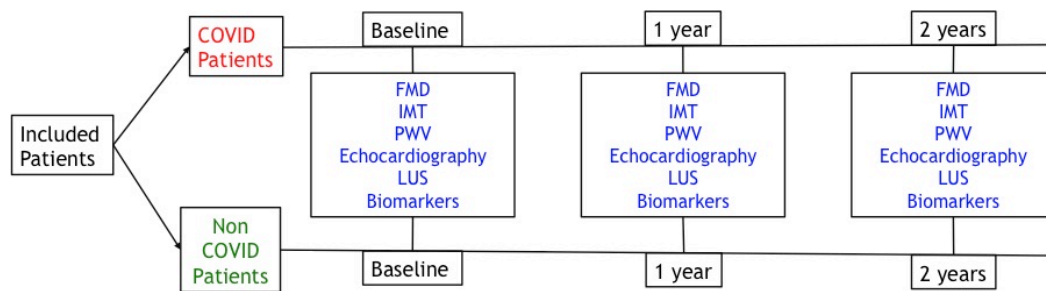 COVID
Patients
Baseline
1 year
2 years
Included
Patients
FMD
IMT
PWV
Echocardiography
LUS
Biomarkers
FMD
IMT
PWV
Echocardiography
LUS
Biomarkers
FMD
IMT
PWV
Echocardiography
LUS
Biomarkers
Non
COVID
Patients
Baseline
1 year
2 years